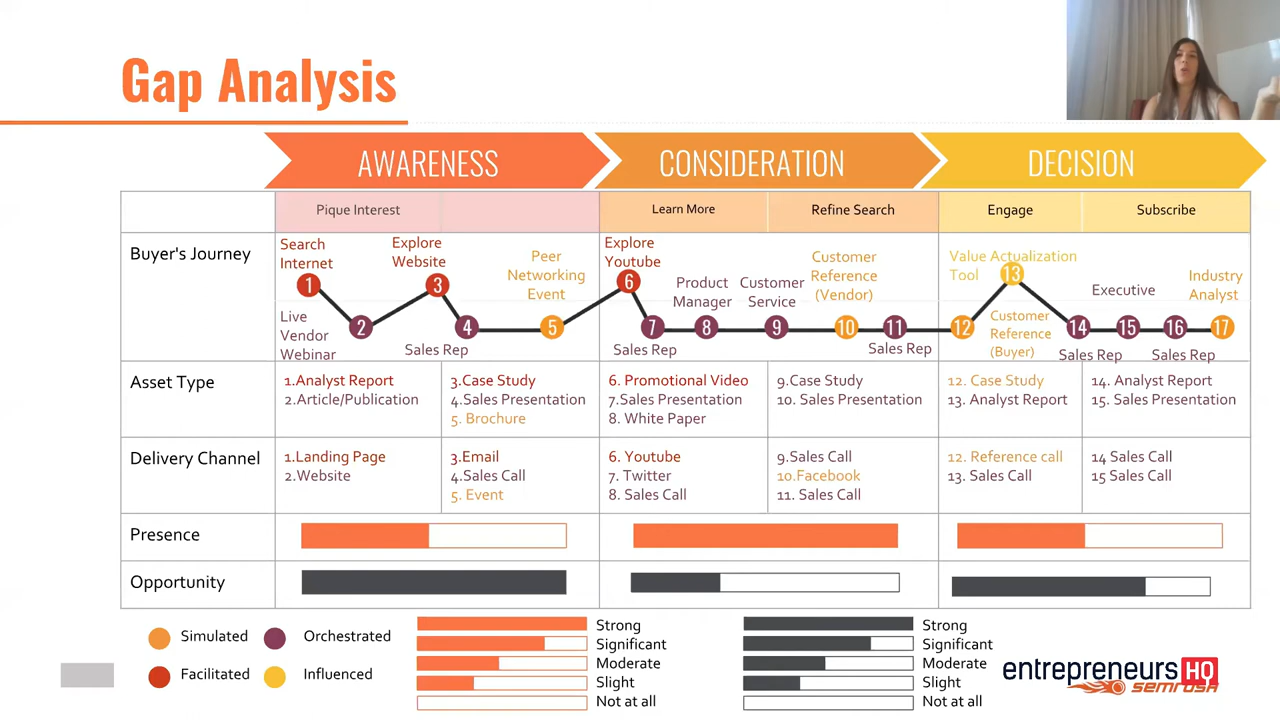 Gap Analysis
AWARENESS
CONSIDERATION
DECISION
Pique Interest
Learn More
Refine Search
Engage
Subscribe
Buyer's Journey
Search
Internet
1
Live
Vendor
Webinar
2
Explore
Website
3
4
Sales Rep
Peer
Networking
Event
5
Explore
Youtube
6
7
Sales Rep
Product
Manager
8
Customer
Service
9
Customer
Reference
(Vendor)
10
11
Sales Rep
12
Value Actualization
Tool
13
Customer
Reference
(Buyer)
14
Sales Rep
Executive
15
16
Sales Rep
Industry
Analyst
17
Asset Type
1.Analyst Report
2.Article/Publication
3.Case Study
4.Sales Presentation
5. Brochure
6. Promotional Video
7.Sales Presentation
8. White Paper
9.Case Study
10. Sales Presentation
12. Case Study
13. Analyst Report
14. Analyst Report
15. Sales Presentation
Delivery Channel
1.Landing Page
2.Website
3.Email
4.Sales Call
5. Event
6. Youtube
7. Twitter
8. Sales Call
9.Sales Call
10.Facebook
11. Sales Call
12. Reference call
13. Sales Call
14 Sales Call
15 Sales Call
Presence
Opportunity
Simulated
Orchestrated
Facilitated
Influenced
Strong
Significant
Moderate
Slight
Not at all
Strong
Significant
Moderate
Slight
Not at all
entrepreneurs HQ
semrush